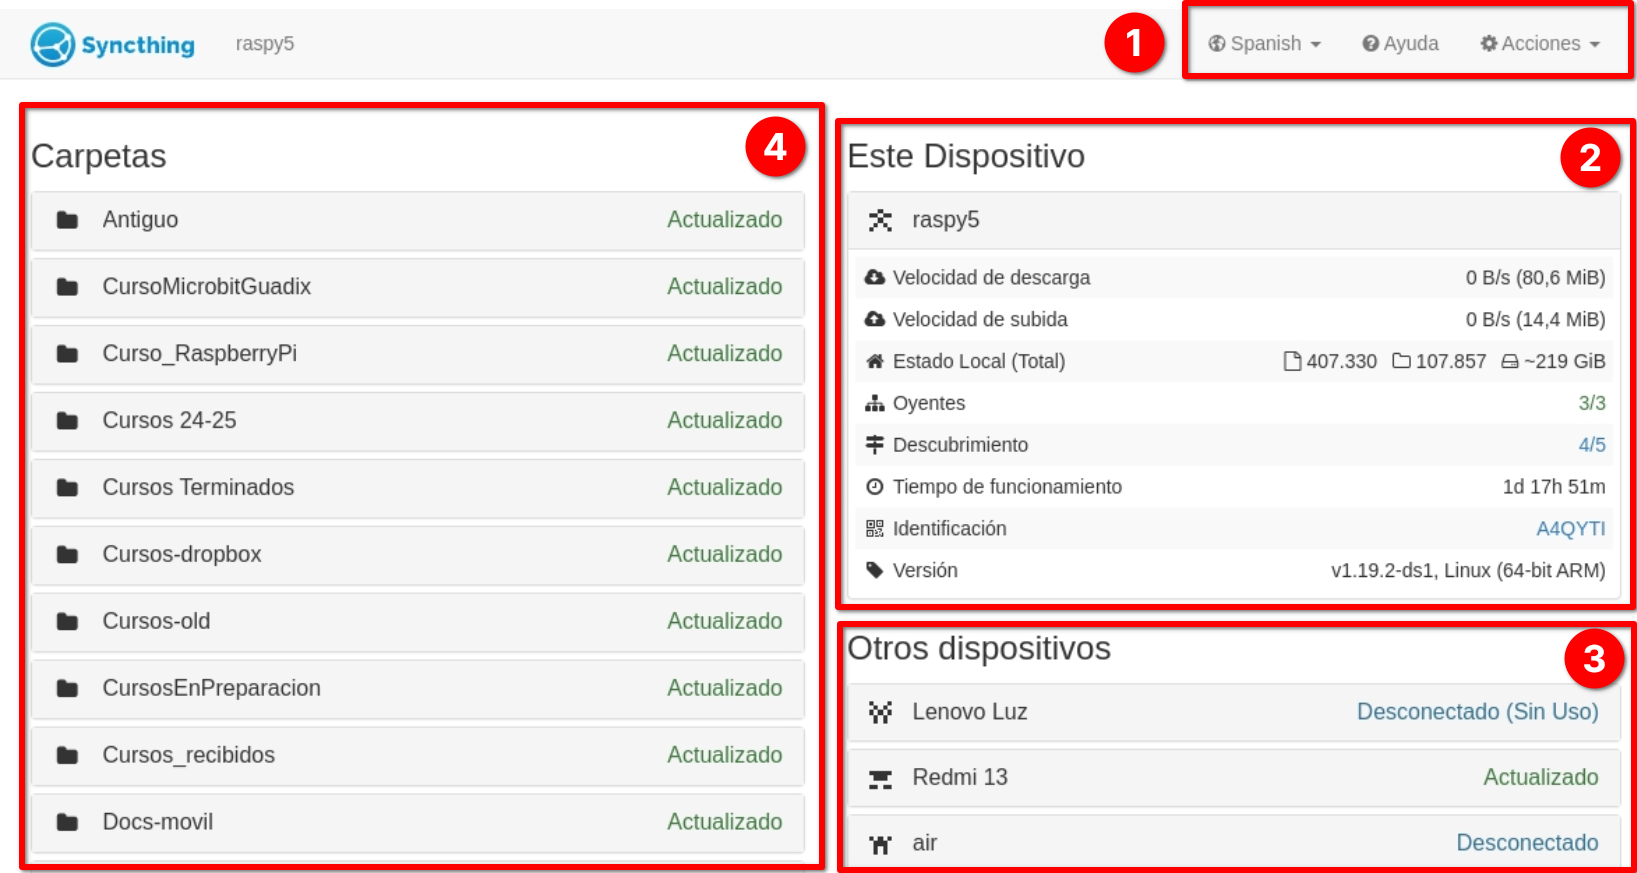 Syncthing raspy5 1 Spanish Ayuda Acciones
4
Carpetas
Antiguo Actualizado
CursoMicrobitGuadix Actualizado
Curso_RaspberryPi Actualizado
Cursos 24-25 Actualizado
Cursos Terminados Actualizado
Cursos-dropbox Actualizado
Cursos-old Actualizado
CursosEnPreparacion Actualizado
Cursos_recibidos Actualizado
Docs-movil Actualizado
Este Dispositivo 2
raspy5
Velocidad de descarga 0 B/s (80,6 MiB)
Velocidad de subida 0 B/s (14,4 MiB)
Estado Local (Total) 407.330 107.857 ~219 GiB
Oyentes 3/3
Descubrimiento 4/5
Tiempo de funcionamiento 1d 17h 51m
Identificación A4QYTI
Versión v1.19.2-ds1, Linux (64-bit ARM)
Otros dispositivos 3
Lenovo Luz Desconectado (Sin Uso)
Redmi 13 Actualizado
air Desconectado